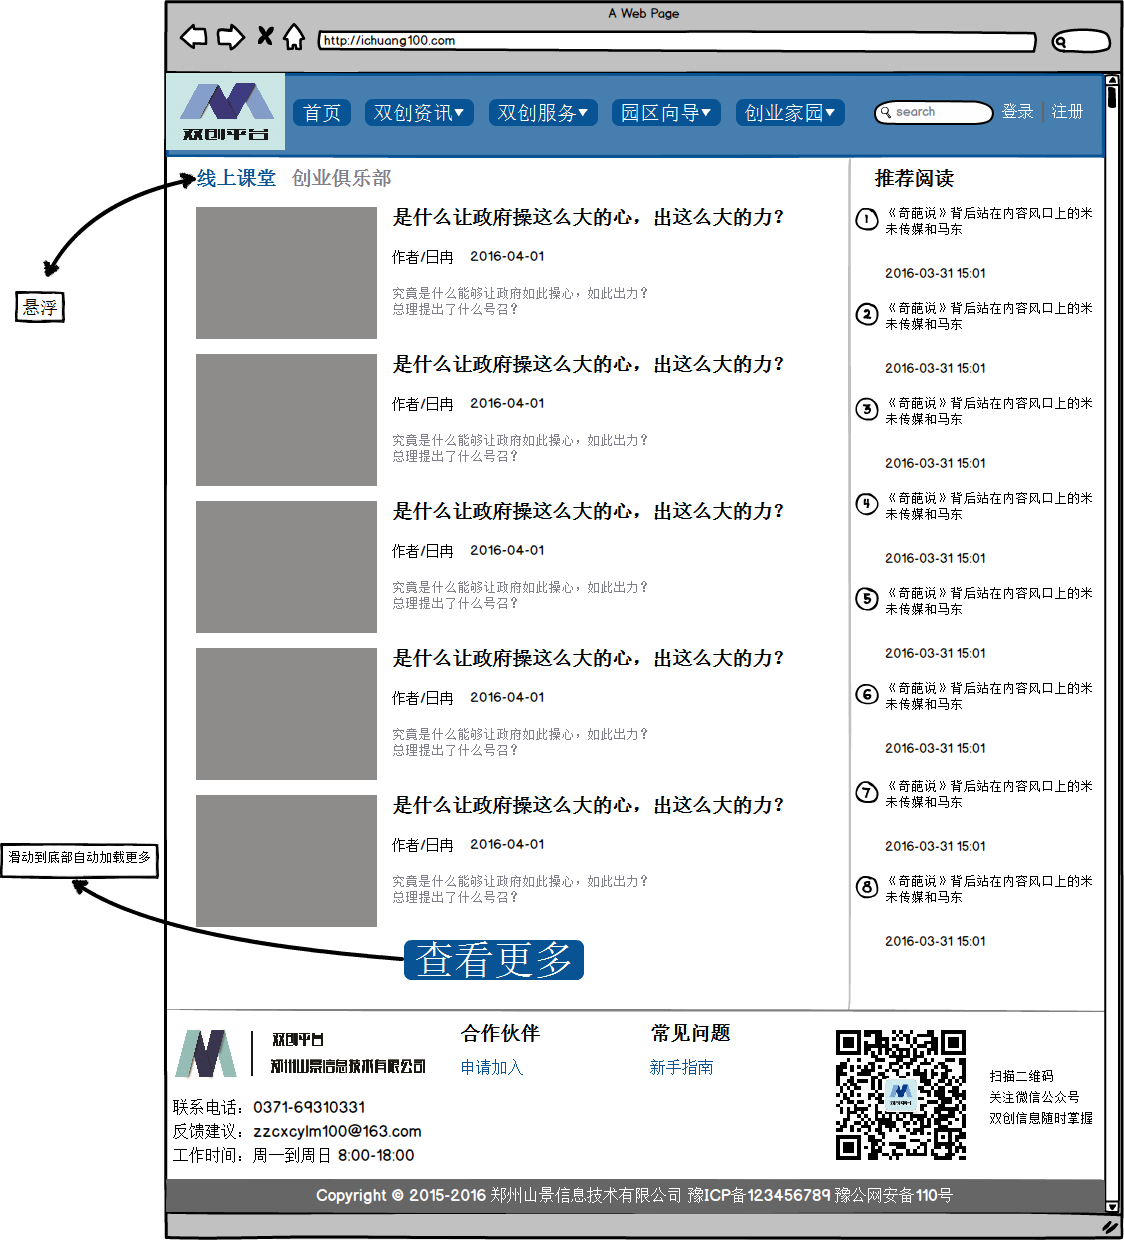 A Web Page
http://ichuang100.com
双创平台
首页
双创资讯
双创服务
园区向导
创业家园
search
登录
注册
线上课堂
创业俱乐部
悬浮
是什么让政府操这么大的心，出这么大的力？
作者/日冉 2016-04-01
究竟是什么能够让政府如此操心，如此出力？
总理提出了什么号召？
是什么让政府操这么大的心，出这么大的力？
作者/日冉 2016-04-01
究竟是什么能够让政府如此操心，如此出力？
总理提出了什么号召？
是什么让政府操这么大的心，出这么大的力？
作者/日冉 2016-04-01
究竟是什么能够让政府如此操心，如此出力？
总理提出了什么号召？
是什么让政府操这么大的心，出这么大的力？
作者/日冉 2016-04-01
究竟是什么能够让政府如此操心，如此出力？
总理提出了什么号召？
是什么让政府操这么大的心，出这么大的力？
作者/日冉 2016-04-01
究竟是什么能够让政府如此操心，如此出力？
总理提出了什么号召？
滑动到底部自动加载更多
查看更多
推荐阅读
1 《奇葩说》背后站在内容风口上的米
未传媒和马东
2016-03-31 15:01
2 《奇葩说》背后站在内容风口上的米
未传媒和马东
2016-03-31 15:01
3 《奇葩说》背后站在内容风口上的米
未传媒和马东
2016-03-31 15:01
4 《奇葩说》背后站在内容风口上的米
未传媒和马东
2016-03-31 15:01
5 《奇葩说》背后站在内容风口上的米
未传媒和马东
2016-03-31 15:01
6 《奇葩说》背后站在内容风口上的米
未传媒和马东
2016-03-31 15:01
7 《奇葩说》背后站在内容风口上的米
未传媒和马东
2016-03-31 15:01
8 《奇葩说》背后站在内容风口上的米
未传媒和马东
2016-03-31 15:01
双创平台
郑州山景信息技术有限公司
联系电话：0371-69310331
反馈建议：zzcxcylm100@163.com
工作时间：周一到周日 8:00-18:00
合作伙伴
申请加入
常见问题
新手指南
双创平台
扫描二维码
关注微信公众号
双创信息随时掌握
Copyright © 2015-2016 郑州山景信息技术有限公司 豫ICP备123456789 豫公网安备110号